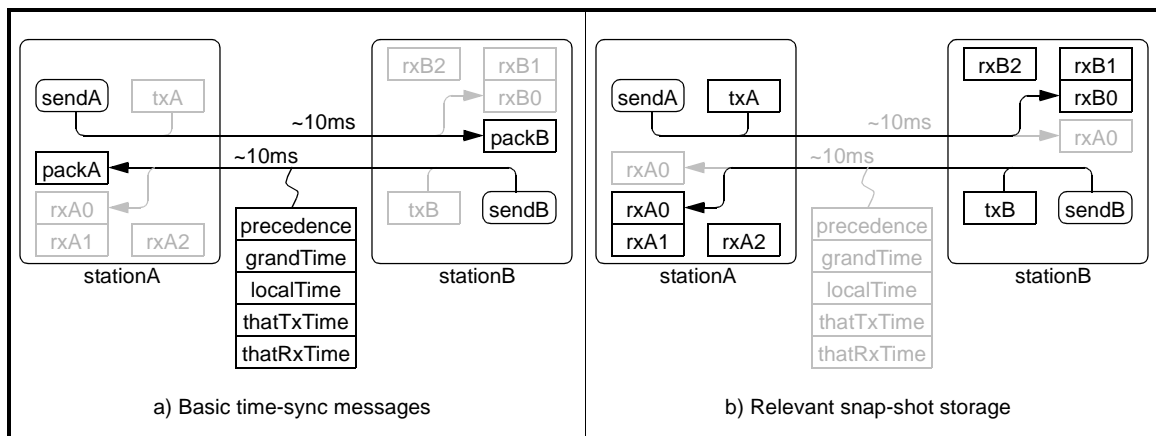 rxB2
rxB1
sendA
txA
rxB0
~10ms
packB
~10ms
packA
rxA0
txB
sendB
precedence
rxA1
rxA2
grandTime
stationA
stationB
localTime
thatTxTime
thatRxTime
a) Basic time-sync messages
rxB2
rxB1
sendA
txA
rxB0
~10ms
rxA0
~10ms
rxA0
rxA0
txB
sendB
precedence
rxA1
rxA2
grandTime
stationA
stationB
localTime
thatTxTime
thatRxTime
b) Relevant snap-shot storage